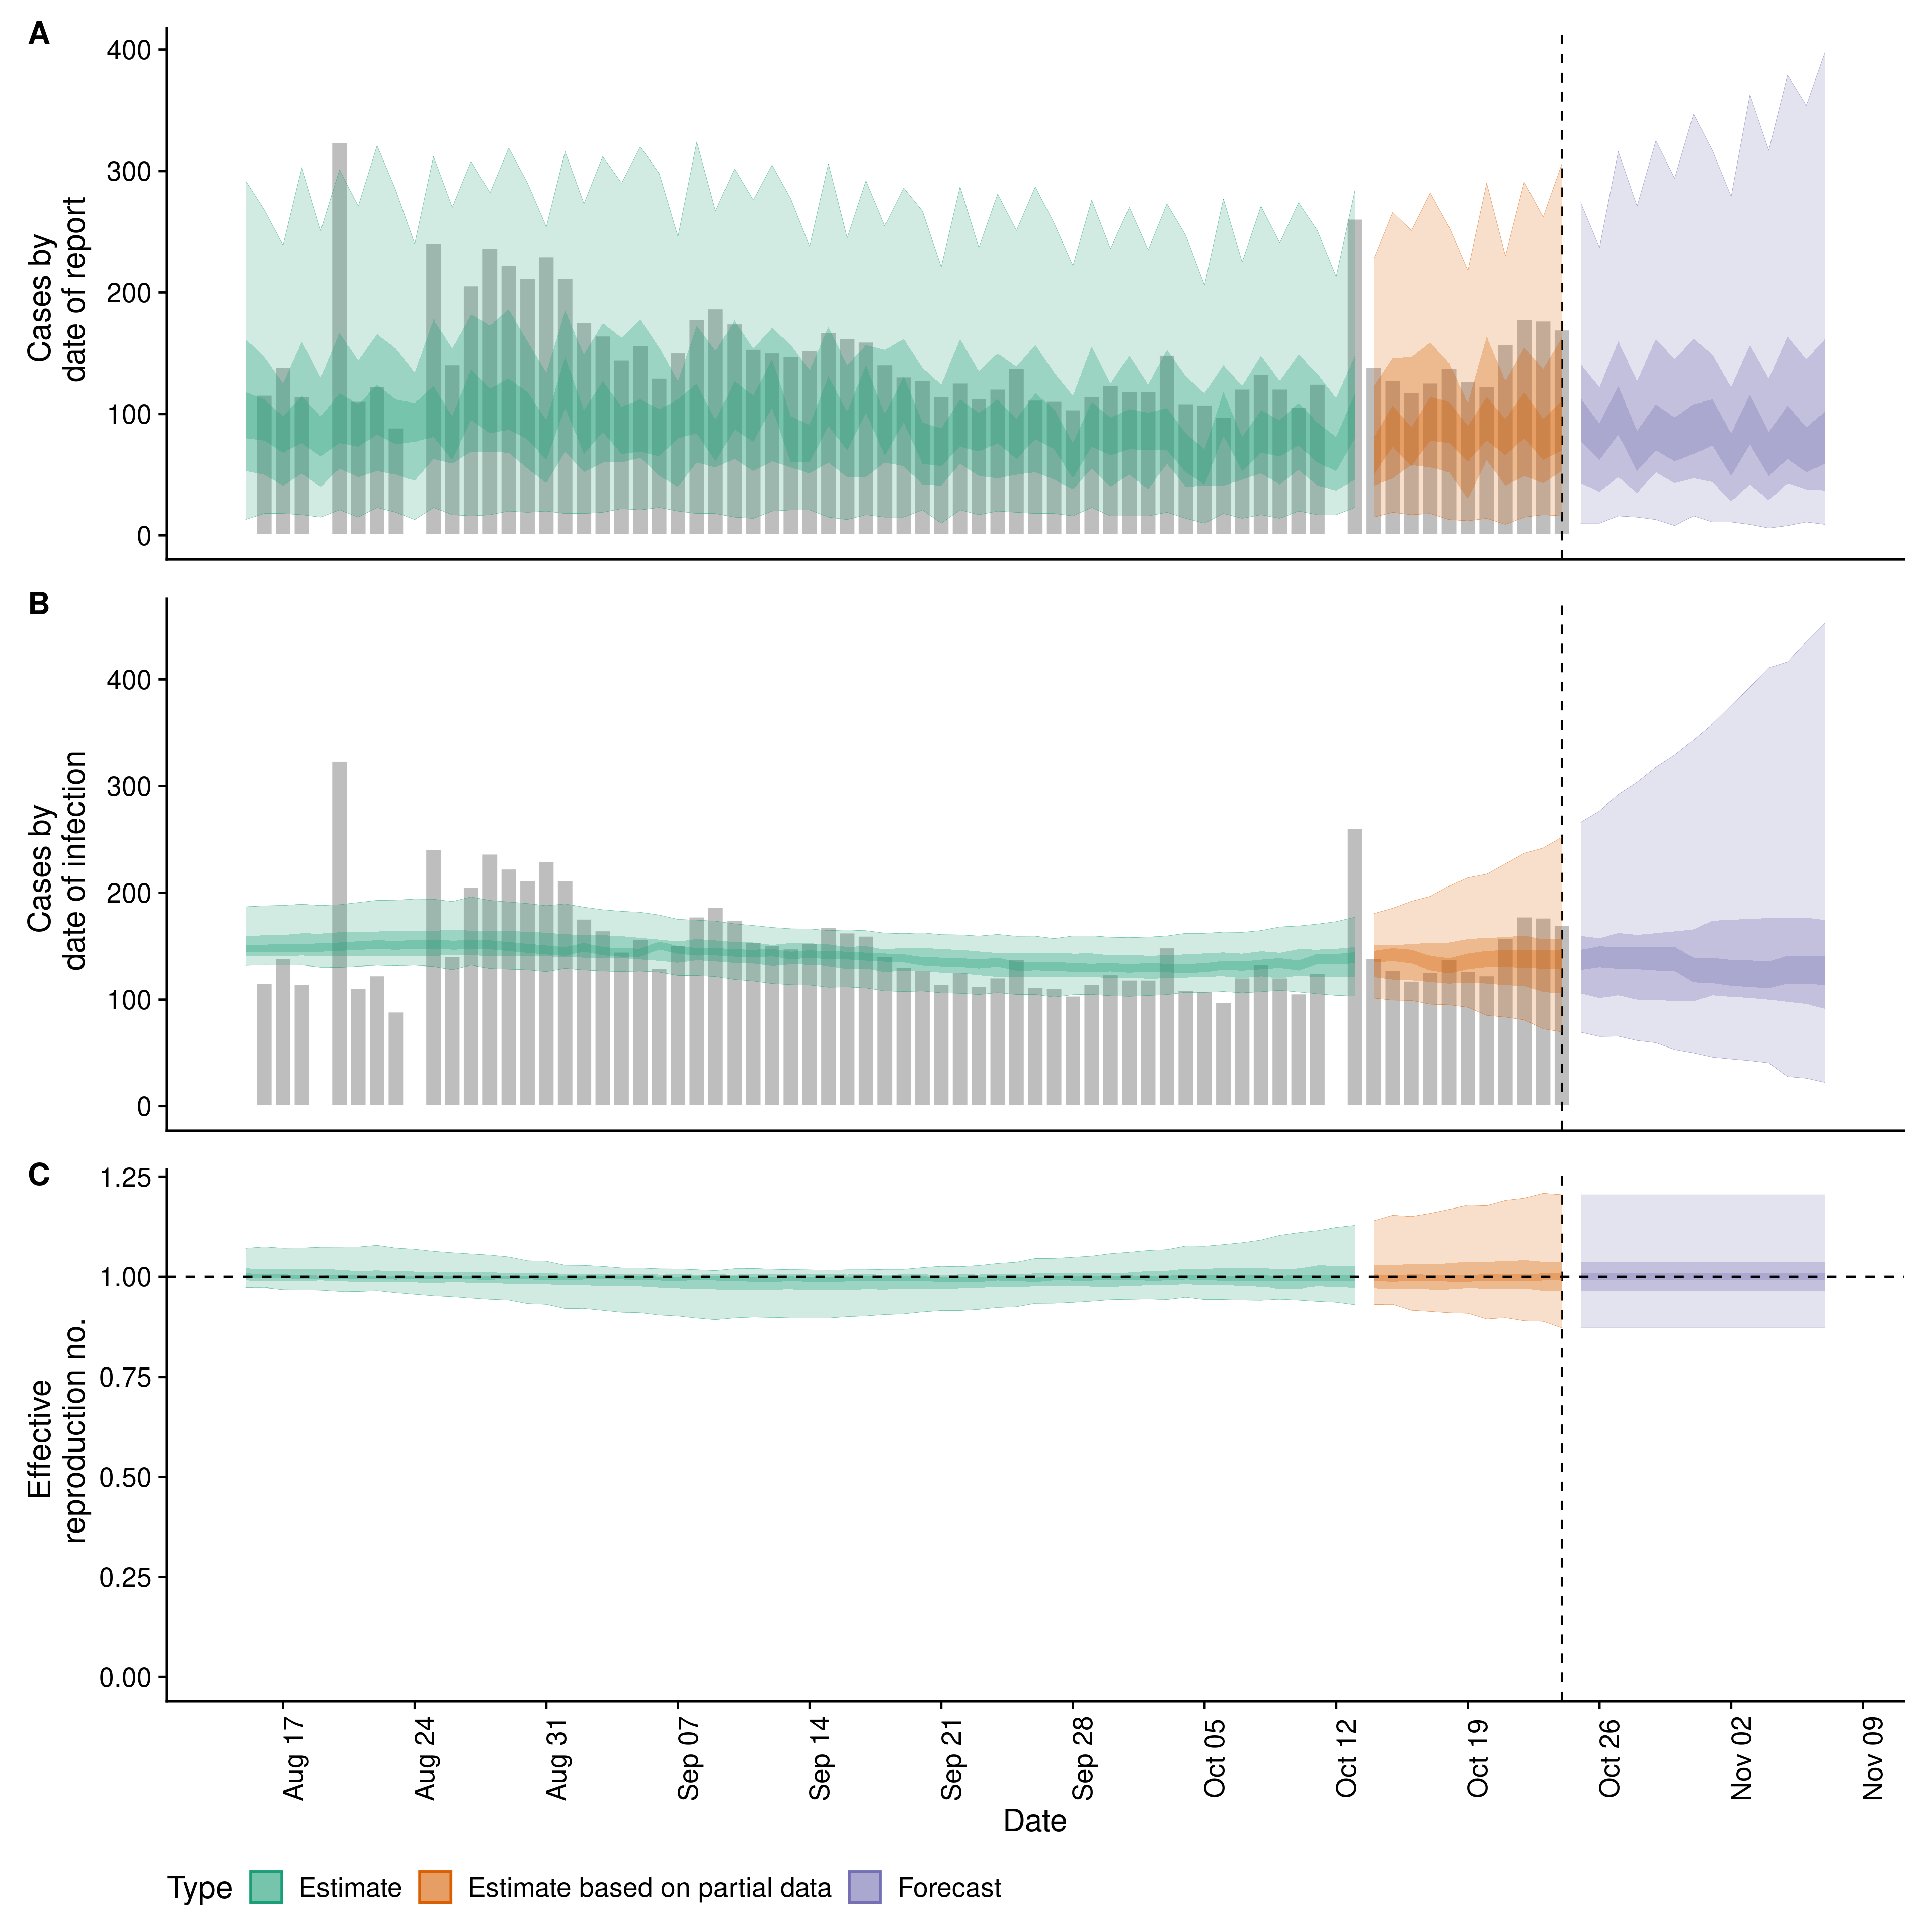 A
Cases by
date of report
400
300
200
100
0
B
Cases by
date of infection
400
300
200
100
0
C
Effective
reproduction no.
1.25
1.00
0.75
0.50
0.25
0.00
Aug 17
Aug 24
Aug 31
Sep 07
Sep 14
Sep 21
Sep 28
Oct 05
Oct 12
Oct 19
Oct 26
Nov 02
Nov 09
Date
Type Estimate Estimate based on partial data Forecast